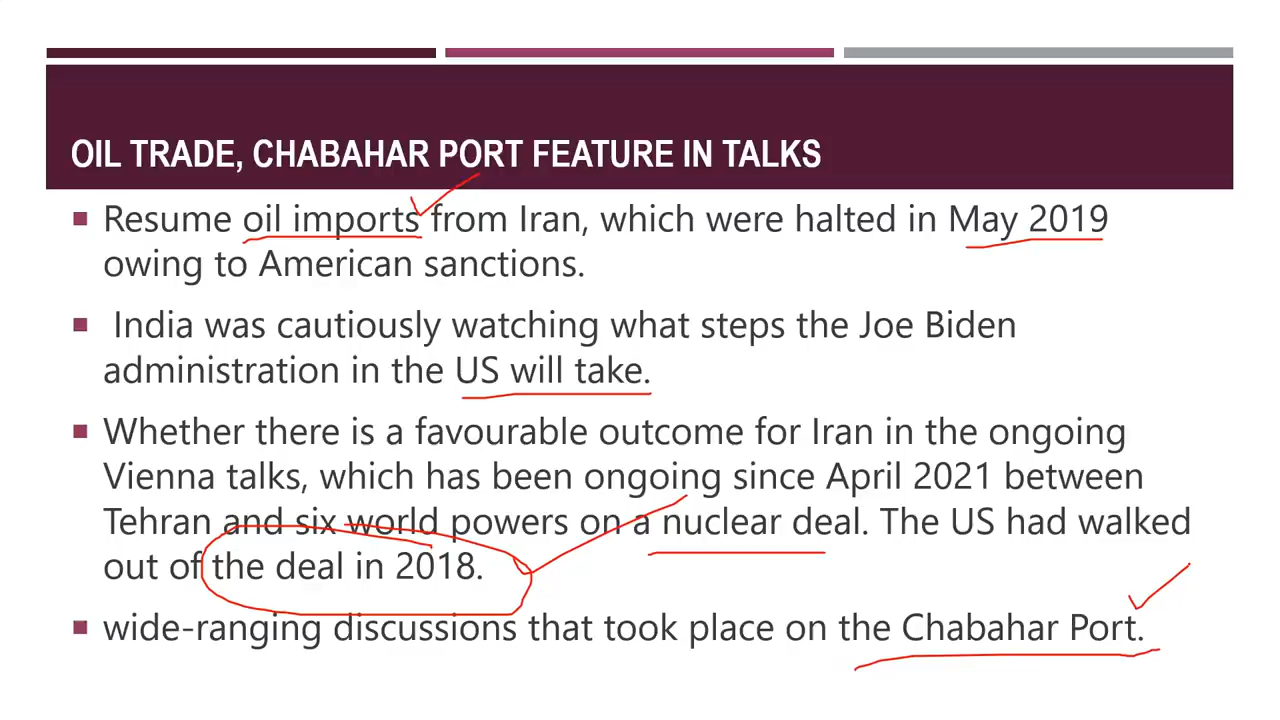 OIL TRADE, CHABAHAR PORT FEATURE IN TALKS
Resume oil imports from Iran, which were halted in May 2019
owing to American sanctions.
India was cautiously watching what steps the Joe Biden
administration in the US will take.
Whether there is a favourable outcome for Iran in the ongoing
Vienna talks, which has been ongoing since April 2021 between
Tehran and six world powers on a nuclear deal. The US had walked
out of the deal in 2018.
wide-ranging discussions that took place on the Chabahar Port.